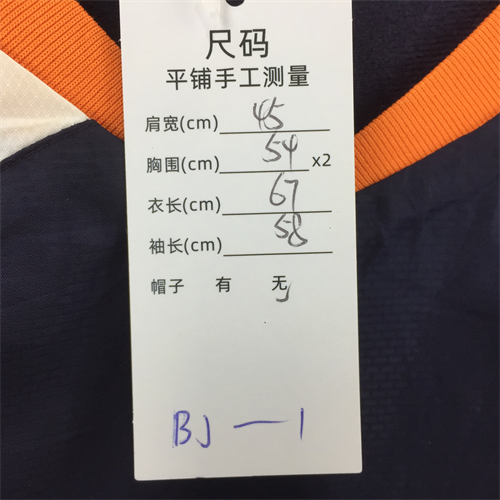 尺码
平铺手工测量
肩宽(cm) 45
胸围(cm) 54 x2
衣长(cm) 67
袖长(cm) 58
帽子 有 无
BJ — 1